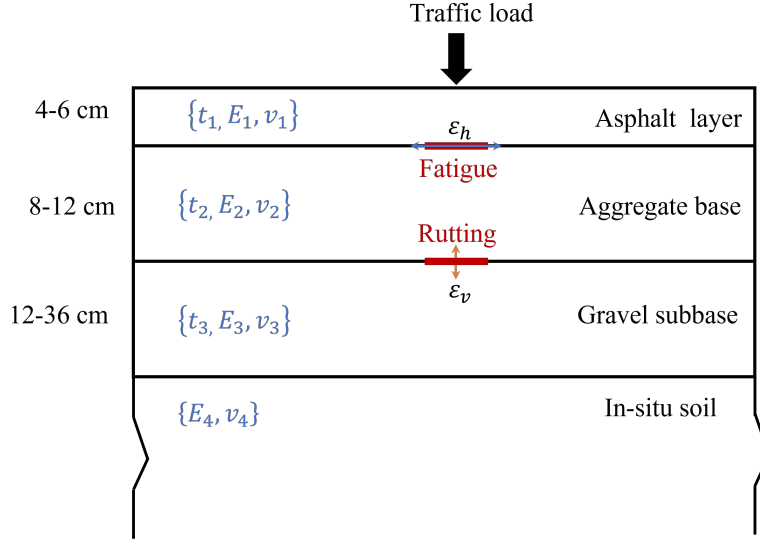 Traffic load
4-6 cm
{t₁, E₁, v₁}
εₕ
Asphalt layer
Fatigue
8-12 cm
{t₂, E₂, v₂}
Aggregate base
Rutting
εᵥ
12-36 cm
{t₃, E₃, v₃}
Gravel subbase
{E₄, v₄}
In-situ soil